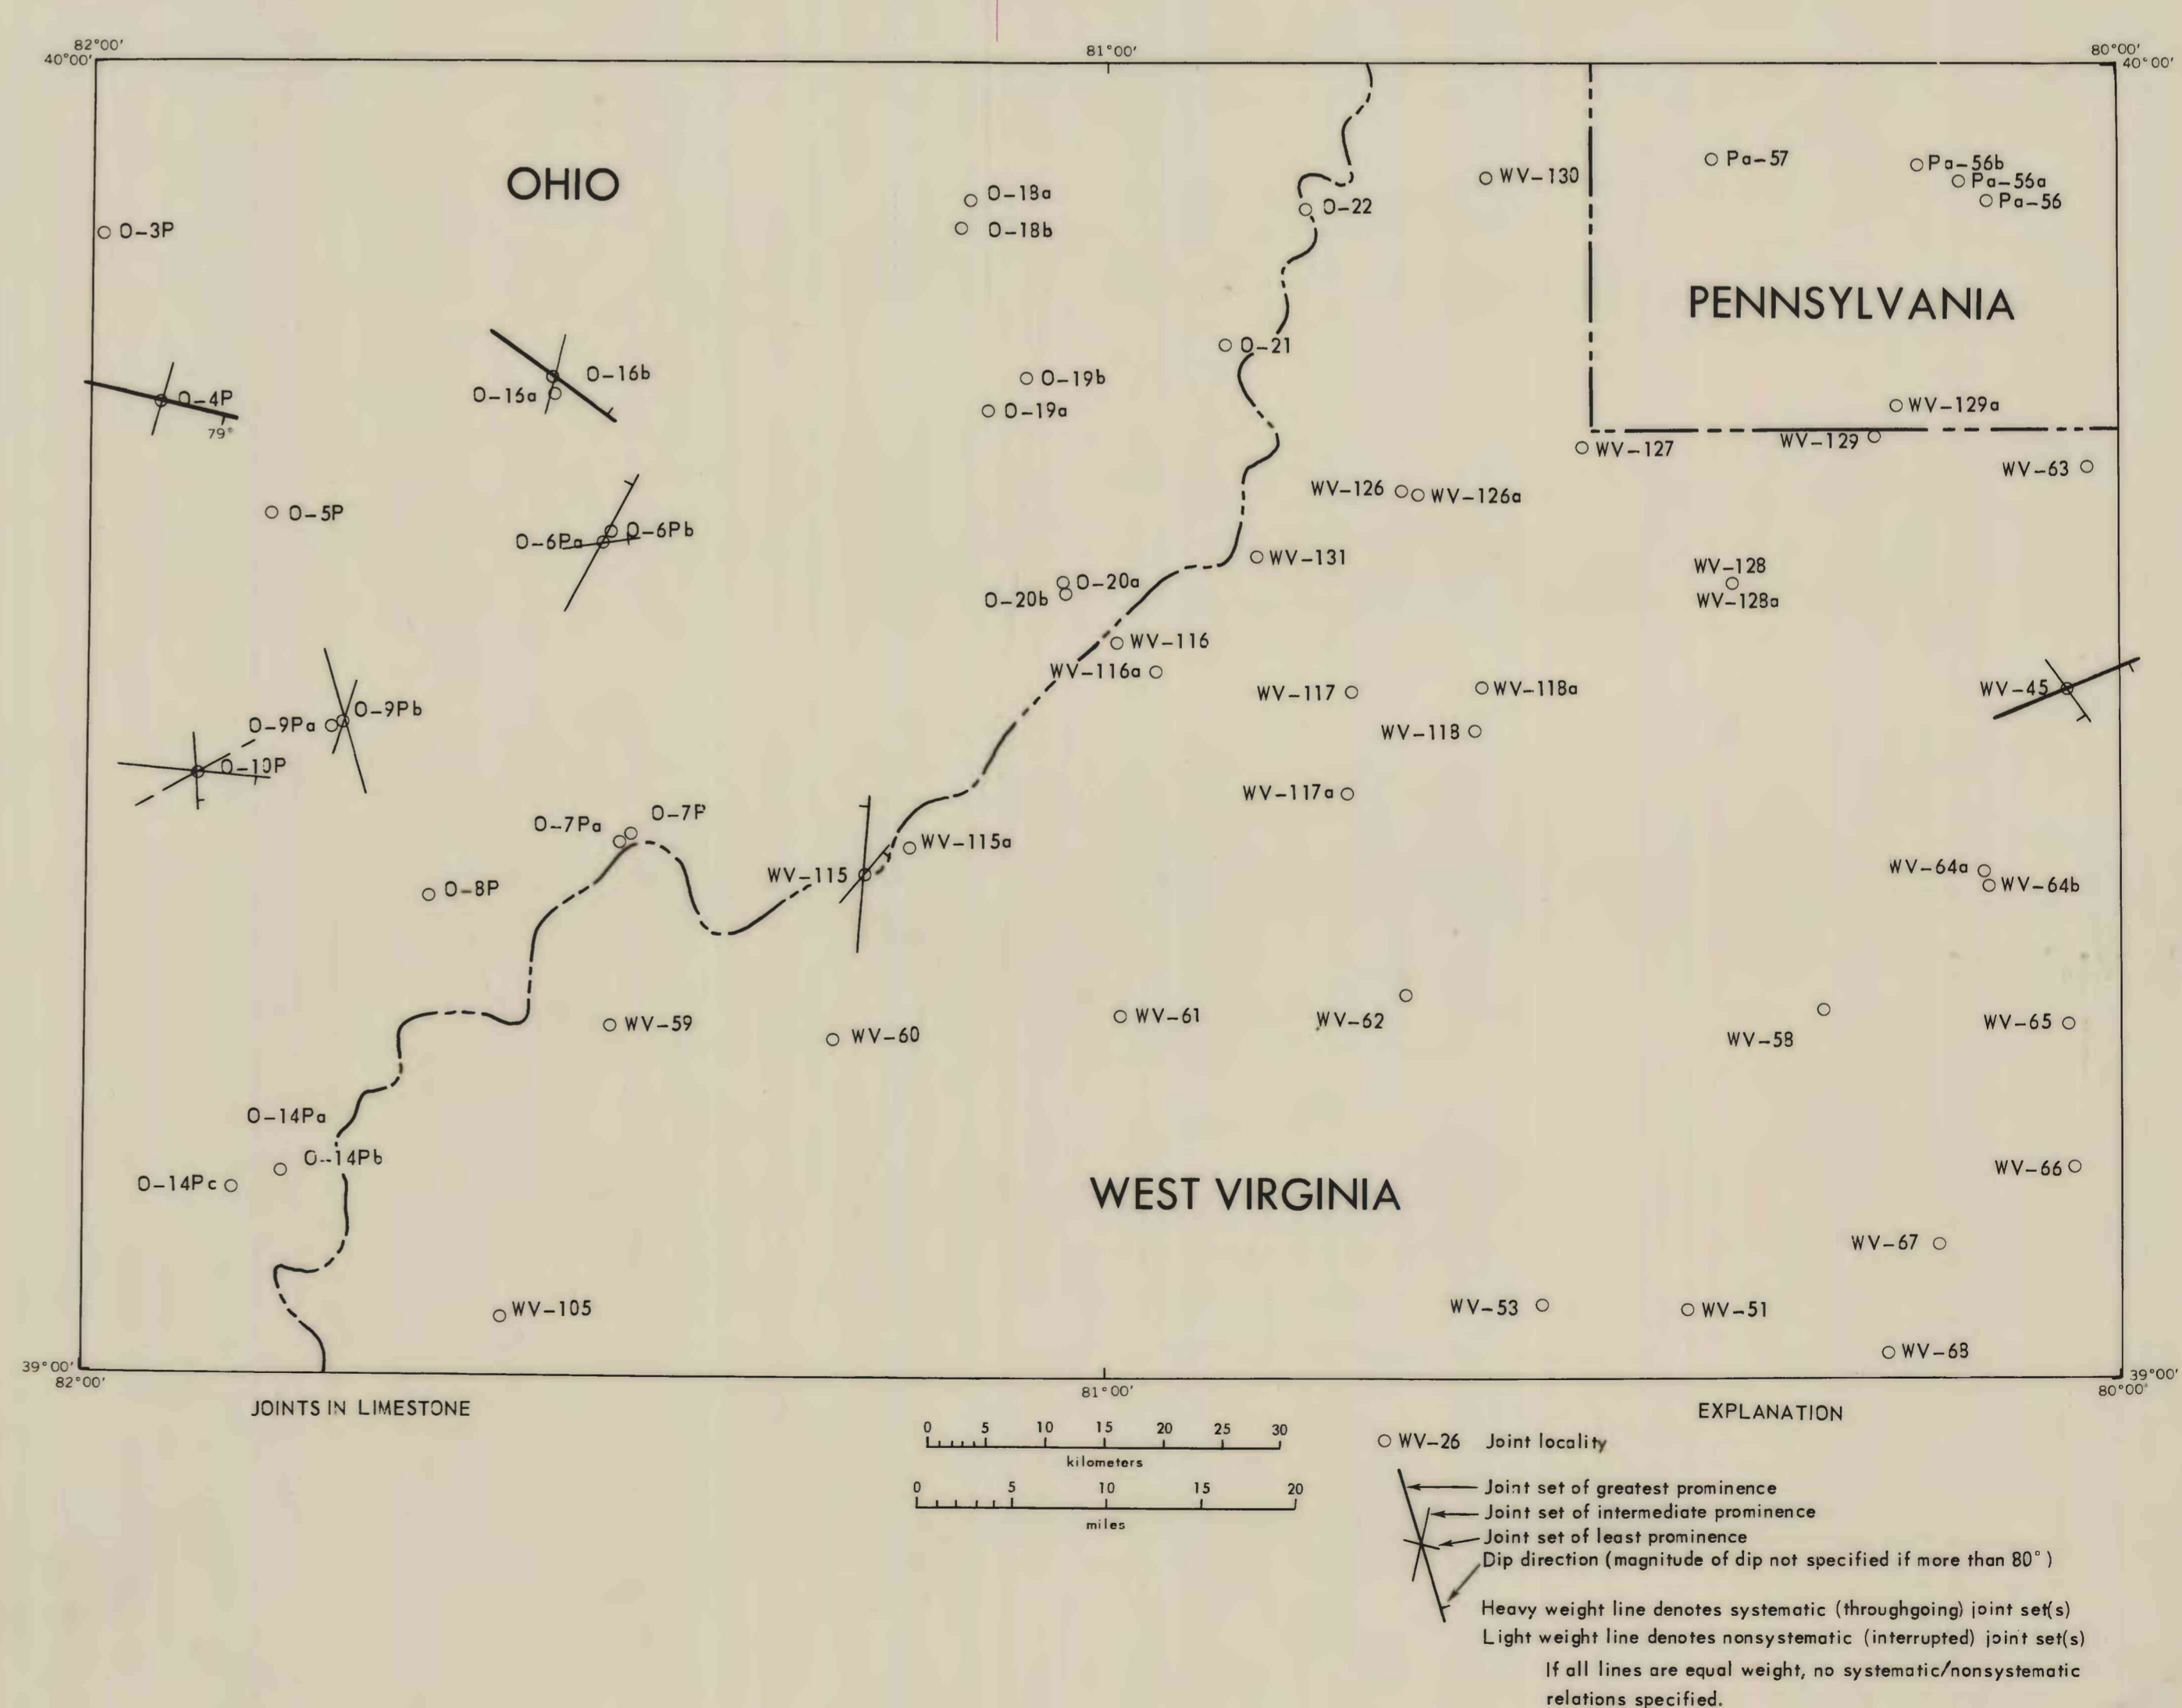 82°00'
81°00'
80°00'
40°00'
40°00'
OHIO
O-18a
O-18b
O-22
WV-130
Pa-57
Pa-56b
Pa-56a
Pa-56
O-3P
PENNSYLVANIA
O-4P
79°
O-16b
O-16a
O-21
O-19b
O-19a
WV-129a
WV-127
WV-129
WV-63
O-5P
O-6Pa
O-6Pb
WV-126
WV-126a
WV-131
O-20a
O-20b
WV-128
WV-128a
WV-116
WV-116a
WV-117
WV-118a
WV-118
WV-45
O-9Pa
O-9Pb
O-10P
WV-117a
O-7Pa
O-7P
WV-115
WV-115a
O-8P
WV-64a
WV-64b
WV-59
WV-60
WV-61
WV-62
WV-58
WV-65
O-14Pa
O-14Pb
O-14Pc
WEST VIRGINIA
WV-66
WV-67
WV-105
WV-53
WV-51
WV-68
39°00'
39°00'
82°00'
81°00'
80°00'
JOINTS IN LIMESTONE
0 5 10 15 20 25 30
kilometers
0 5 10 15 20
miles
EXPLANATION
WV-26 Joint locality
Joint set of greatest prominence
Joint set of intermediate prominence
Joint set of least prominence
Dip direction (magnitude of dip not specified if more than 80°)
Heavy weight line denotes systematic (throughgoing) joint set(s)
Light weight line denotes nonsystematic (interrupted) joint set(s)
If all lines are equal weight, no systematic/nonsystematic
relations specified.